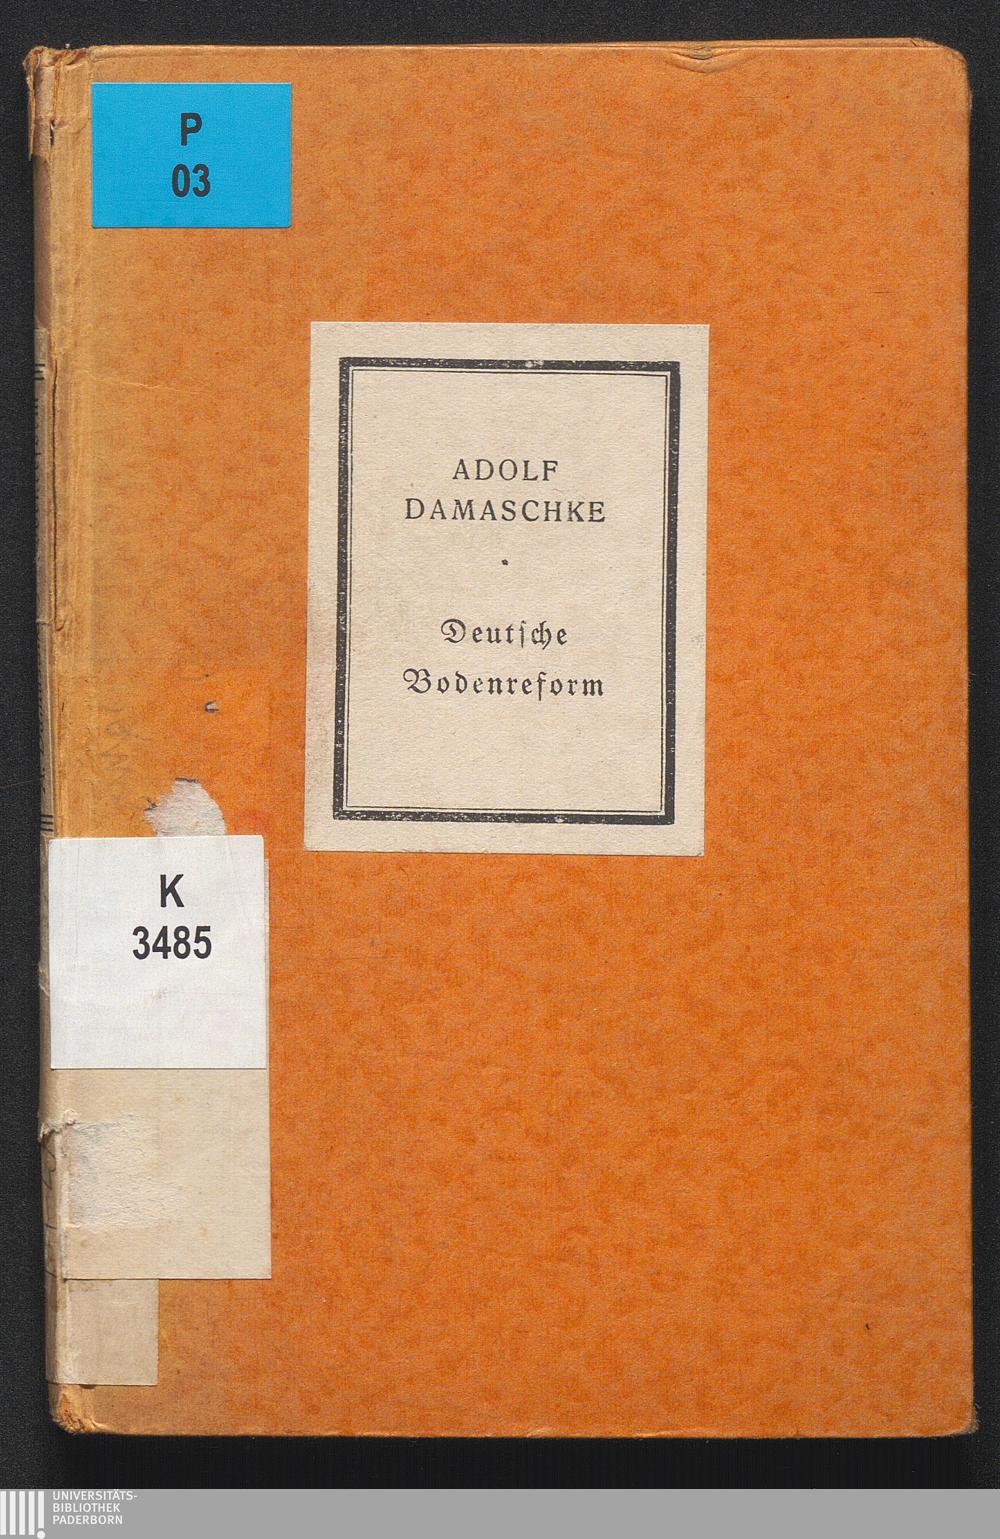 P
03
ADOLF
DAMASCHKE
Deutsche
Bodenreform
K
3485
UNIVERSITÄTS-
BIBLIOTHEK
PADERBORN